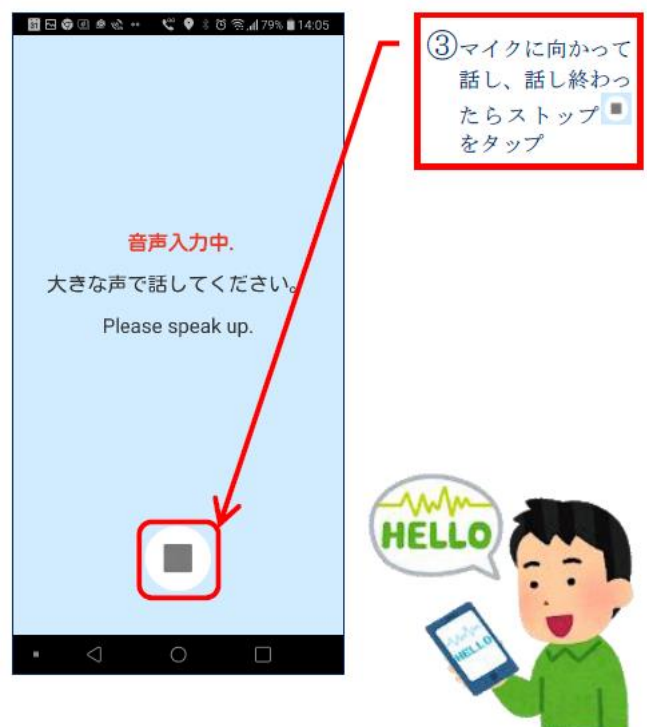 79% 14:05
音声入力中.
大きな声で話してください。
Please speak up.
③マイクに向かって
話し、話し終わっ
たらストップ
をタップ
HELLO
HELLO